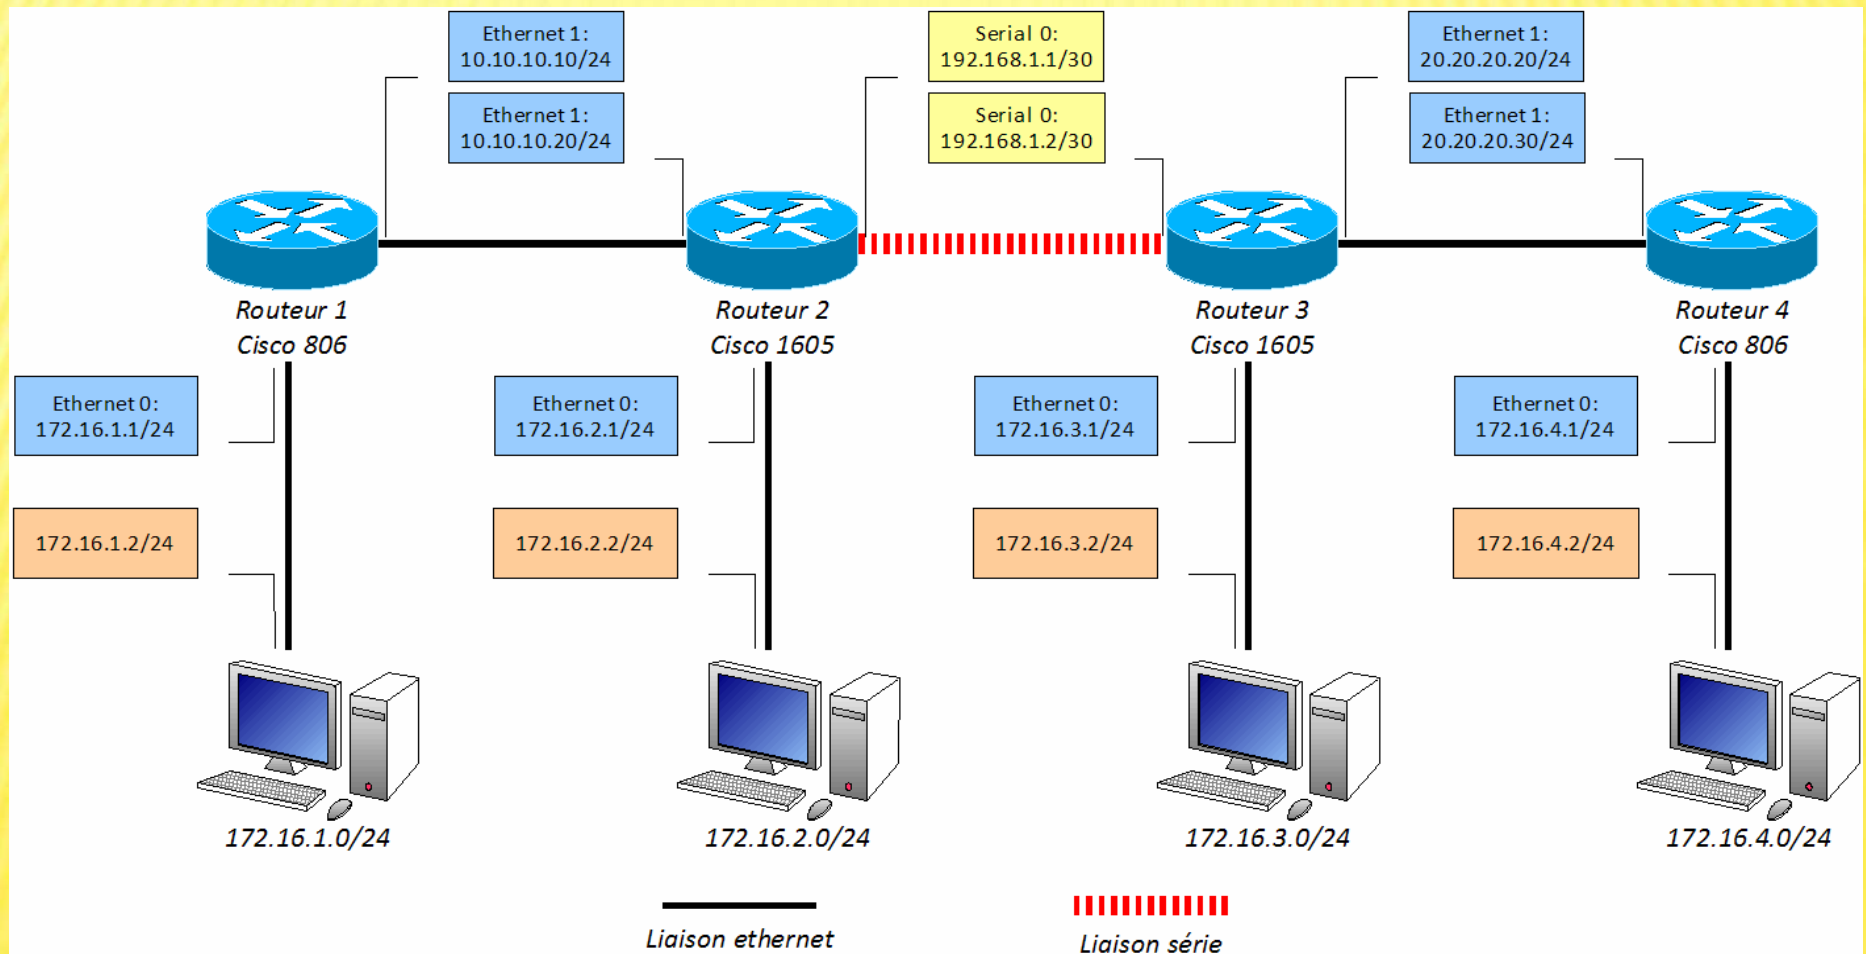 Ethernet 1:
10.10.10.10/24
Ethernet 1:
10.10.10.20/24
Serial 0:
192.168.1.1/30
Serial 0:
192.168.1.2/30
Ethernet 1:
20.20.20.20/24
Ethernet 1:
20.20.20.30/24
Routeur 1
Cisco 806
Routeur 2
Cisco 1605
Routeur 3
Cisco 1605
Routeur 4
Cisco 806
Ethernet 0:
172.16.1.1/24
Ethernet 0:
172.16.2.1/24
Ethernet 0:
172.16.3.1/24
Ethernet 0:
172.16.4.1/24
172.16.1.2/24
172.16.2.2/24
172.16.3.2/24
172.16.4.2/24
172.16.1.0/24
172.16.2.0/24
172.16.3.0/24
172.16.4.0/24
Liaison ethernet
Liaison série